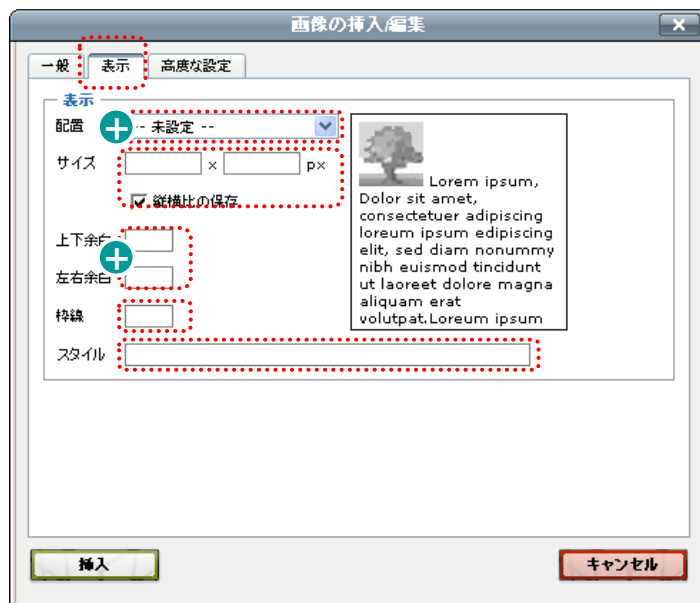 画像の挿入/編集
一般 表示 高度な設定
表示
配置 -- 未設定 --
サイズ x px
縦横比の保存
上下余白
左右余白
枠線
スタイル
Lorem ipsum,
Dolor sit amet,
consectetuer adipiscing
loreum ipsum edipiscing
elit, sed diam nonummy
nibh euismod tincidunt
ut laoreet dolore magna
aliquam erat
volutpat.Loreum ipsum
挿入 キャンセル